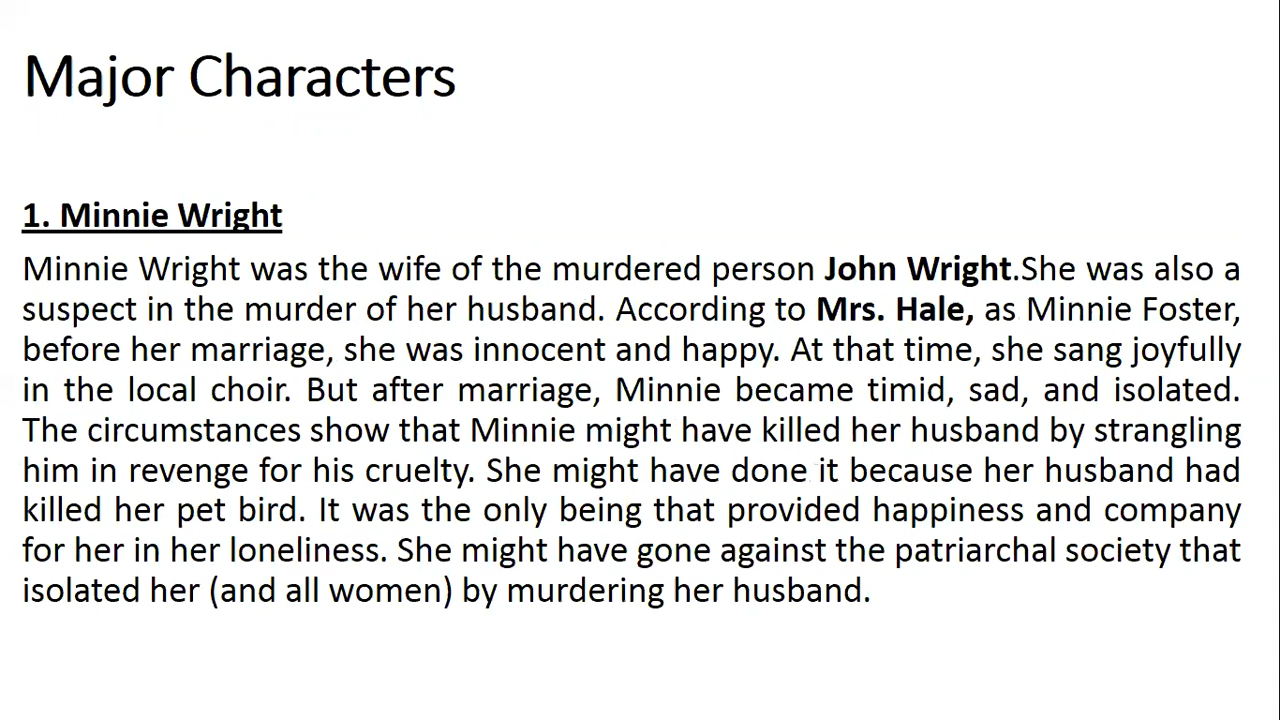 Major Characters
1. Minnie Wright
Minnie Wright was the wife of the murdered person John Wright.She was also a
suspect in the murder of her husband. According to Mrs. Hale, as Minnie Foster,
before her marriage, she was innocent and happy. At that time, she sang joyfully
in the local choir. But after marriage, Minnie became timid, sad, and isolated.
The circumstances show that Minnie might have killed her husband by strangling
him in revenge for his cruelty. She might have done it because her husband had
killed her pet bird. It was the only being that provided happiness and company
for her in her loneliness. She might have gone against the patriarchal society that
isolated her (and all women) by murdering her husband.